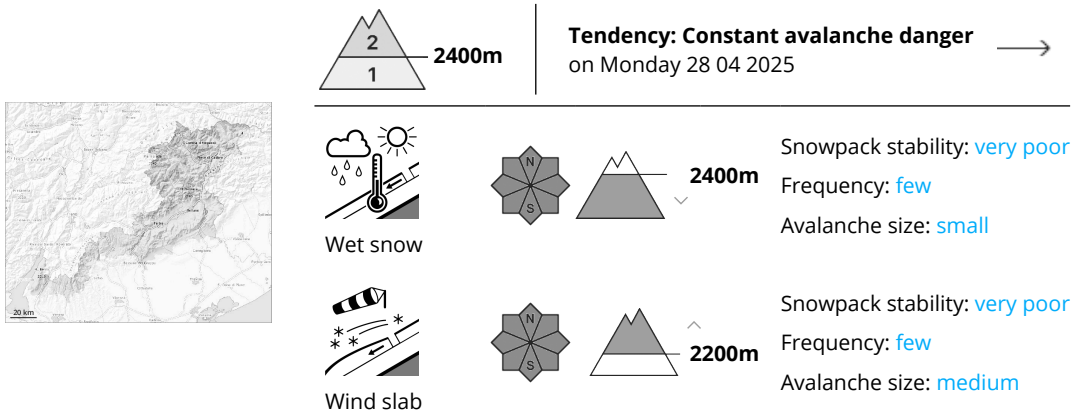 2
1
2400m
Tendency: Constant avalanche danger
on Monday 28 04 2025
20 km
Wet snow
N
S
2400m
Snowpack stability: very poor
Frequency: few
Avalanche size: small
Wind slab
N
S
2200m
Snowpack stability: very poor
Frequency: few
Avalanche size: medium